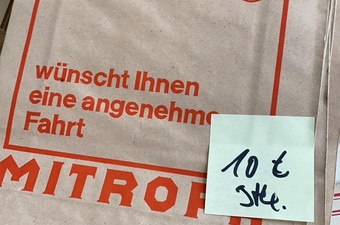 wünscht Ihnen
eine angenehme
Fahrt
MITROP
10 €
Stk.